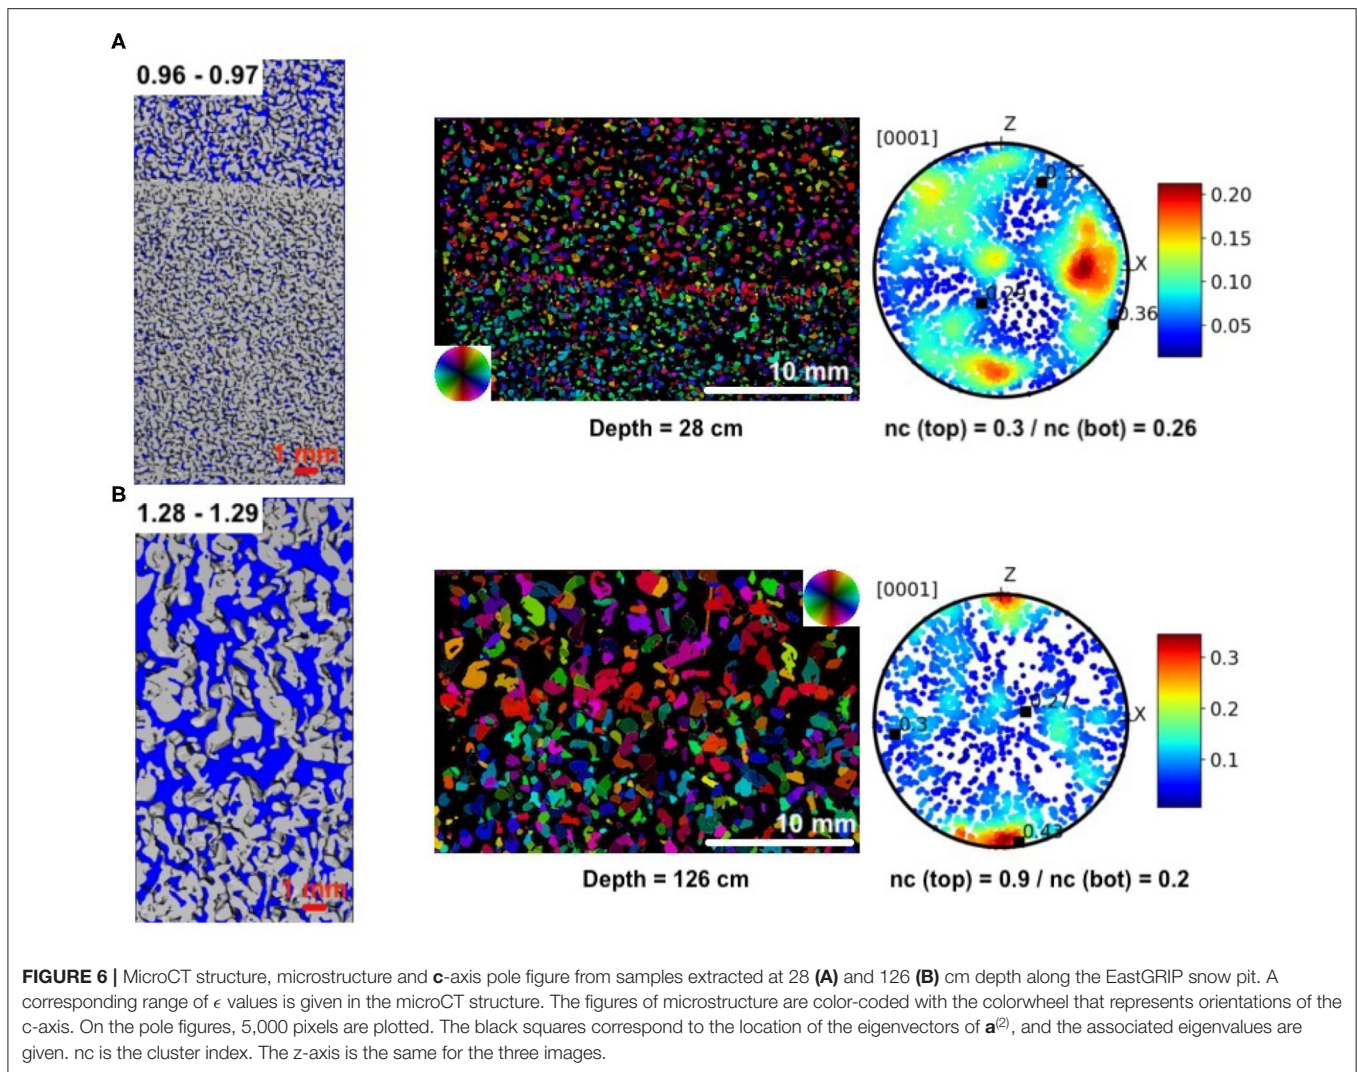 A
0.96 - 0.97
1 mm
10 mm
Depth = 28 cm
[0001]
Z
X
0.29
0.36
0.20
0.15
0.10
0.05
nc (top) = 0.3 / nc (bot) = 0.26
B
1.28 - 1.29
1 mm
10 mm
Depth = 126 cm
[0001]
Z
X
0.27
0.3
0.43
0.3
0.2
0.1
nc (top) = 0.9 / nc (bot) = 0.2
FIGURE 6 | MicroCT structure, microstructure and c-axis pole figure from samples extracted at 28 (A) and 126 (B) cm depth along the EastGRIP snow pit. A
corresponding range of ϵ values is given in the microCT structure. The figures of microstructure are color-coded with the colorwheel that represents orientations of the
c-axis. On the pole figures, 5,000 pixels are plotted. The black squares correspond to the location of the eigenvectors of a⁽²⁾, and the associated eigenvalues are
given. nc is the cluster index. The z-axis is the same for the three images.